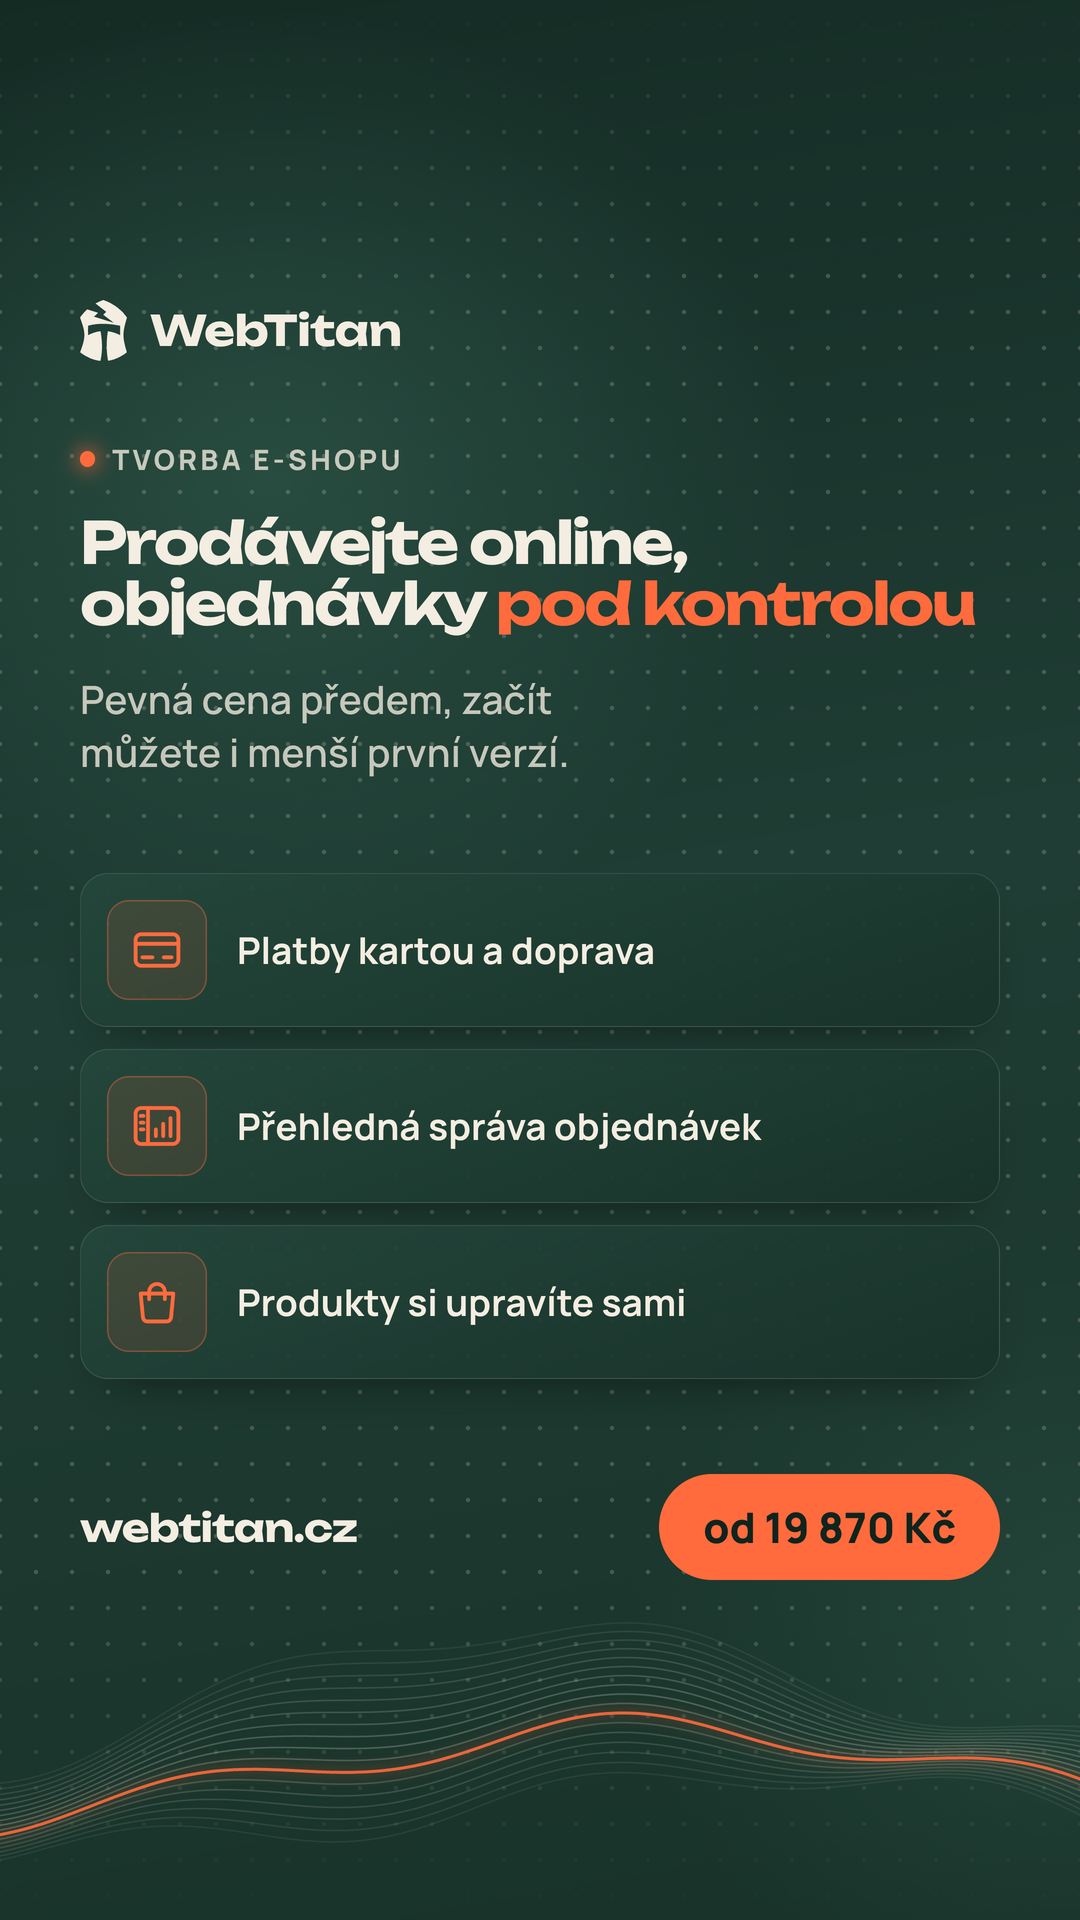 WebTitan
TVORBA E-SHOPU
Prodávejte online,
objednávky pod kontrolou
Pevná cena předem, začít
můžete i menší první verzí.
Platby kartou a doprava
Přehledná správa objednávek
Produkty si upravíte sami
webtitan.cz
od 19 870 Kč